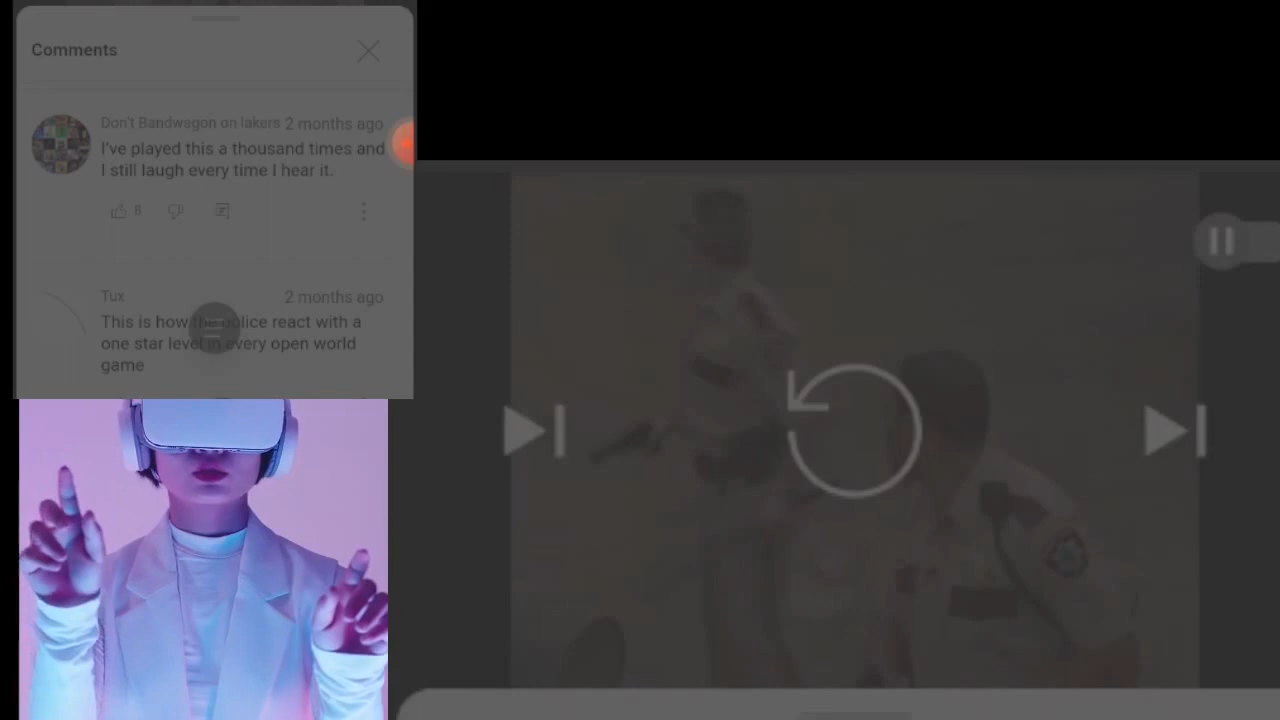 Comments
Don't Bandwagon on lakers 2 months ago
I've played this a thousand times and
I still laugh every time I hear it.
8
Tux 2 months ago
This is how the police react with a
one star level in every open world
game